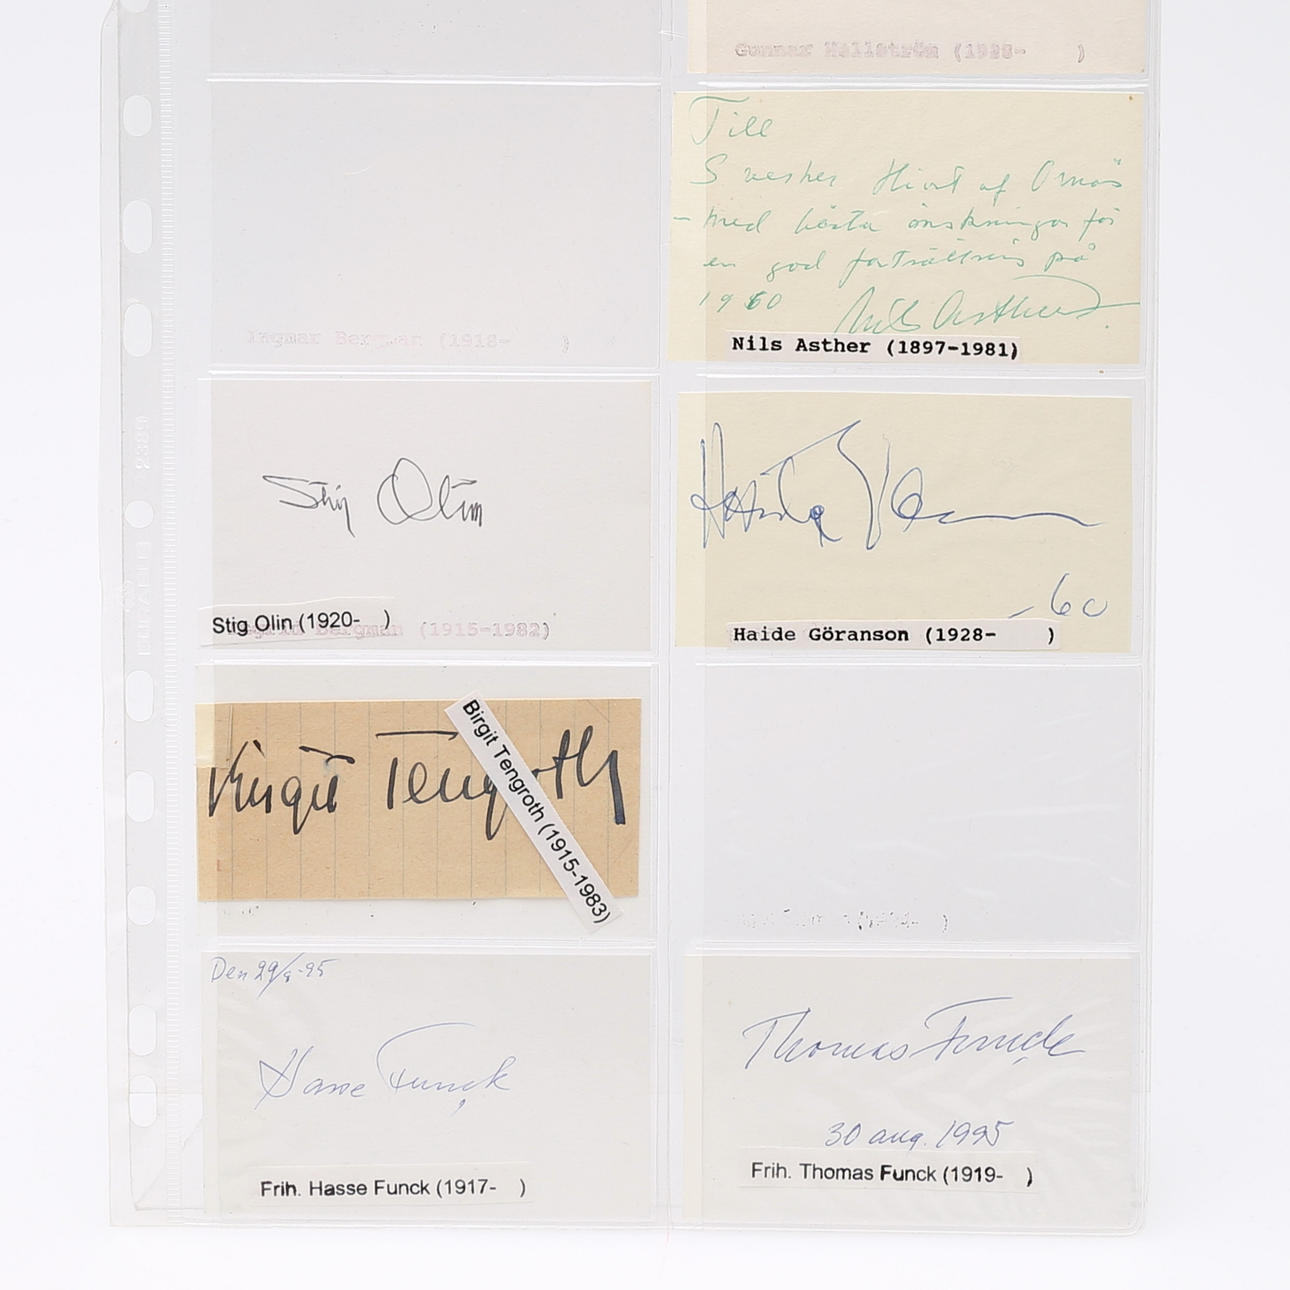 Gunnar Hellström (1928- )
Till
Svenska Hird af Ornäs
- med bästa önskningar för
en god fortsättning på
1960 Nils Asther
Nils Asther (1897-1981)
Ingmar Bergman (1918- )
Stig Olin
Stig Olin (1920- )
Bergman (1915-1982)
-60
Haide Göranson (1928- )
Birgit Tengroth
Birgit Tengroth (1915-1983)
Den 29/8-95
Hasse Funck
Frih. Hasse Funck (1917- )
Thomas Funck
30 aug. 1995
Frih. Thomas Funck (1919- )
2389